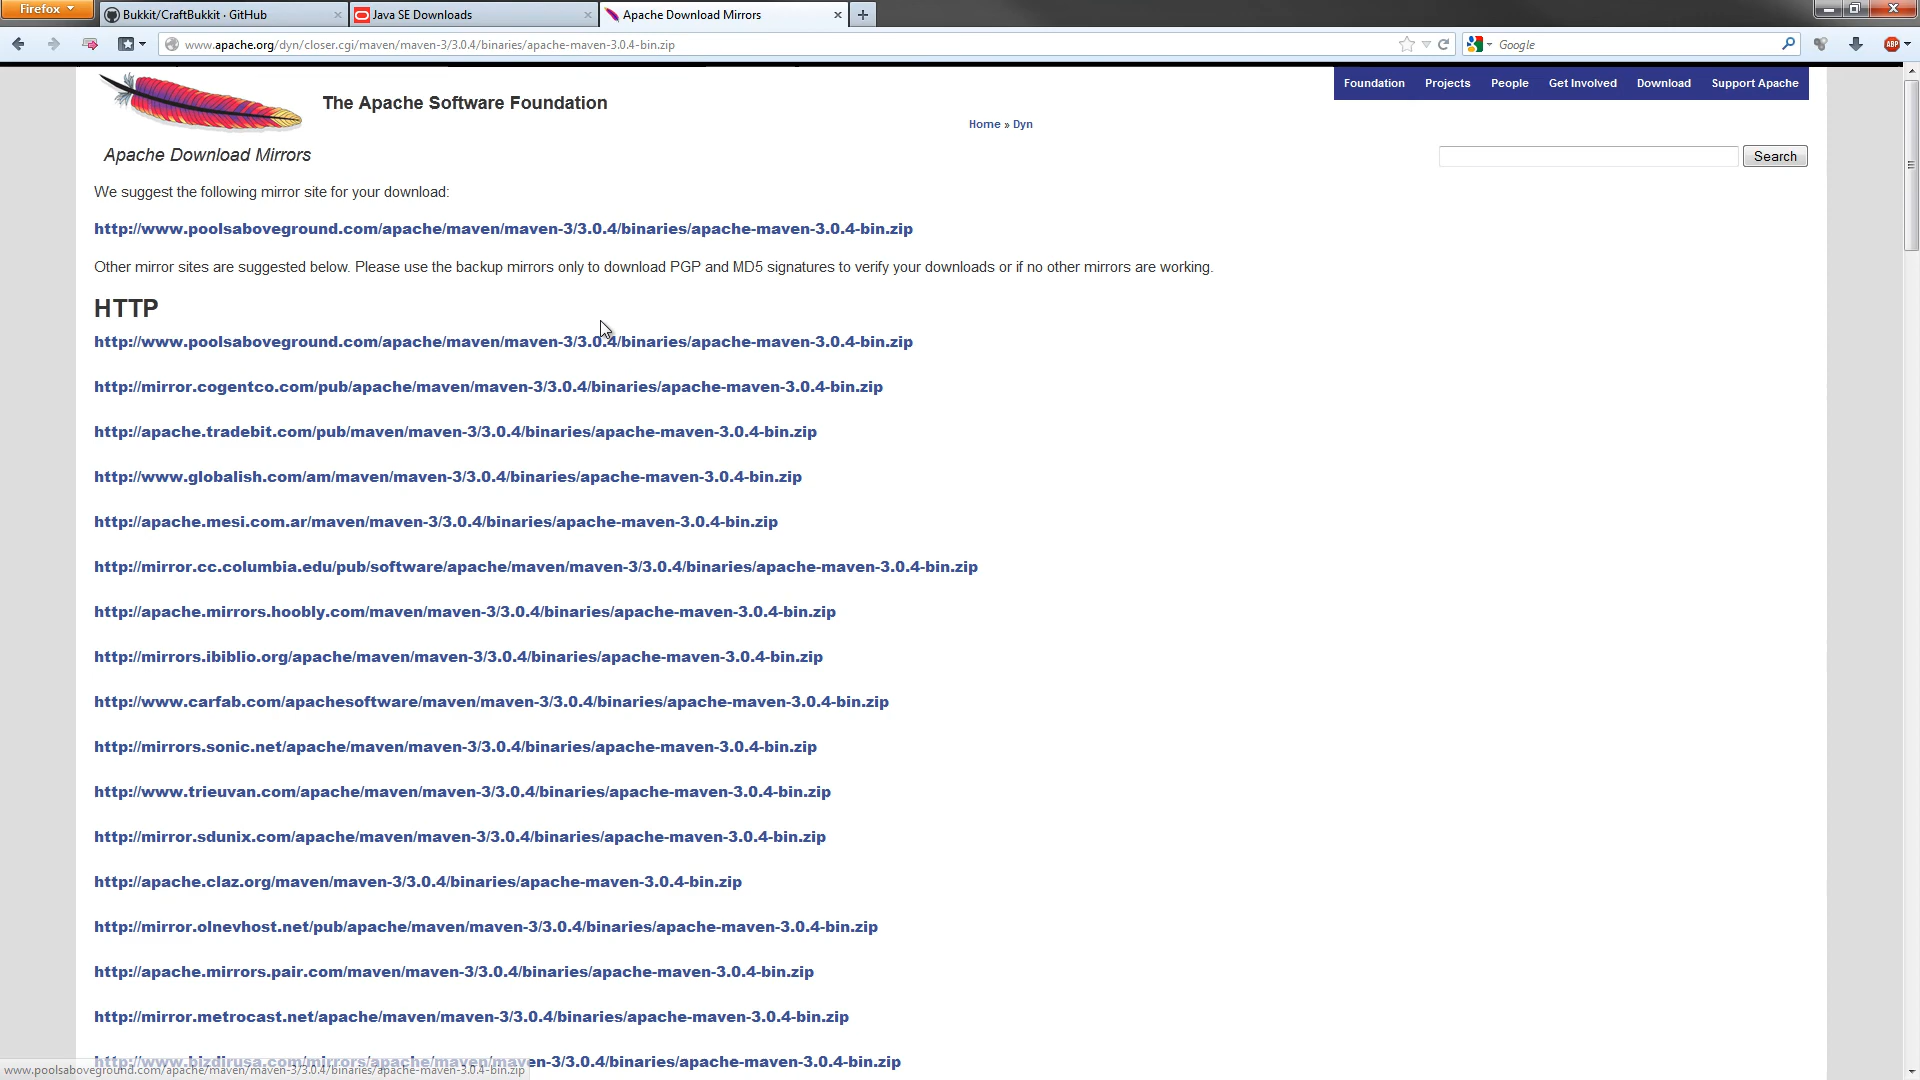 Firefox
Bukkit/CraftBukkit · GitHub
Java SE Downloads
Apache Download Mirrors
www.apache.org/dyn/closer.cgi/maven/maven-3/3.0.4/binaries/apache-maven-3.0.4-bin.zip
Google
ABP
The Apache Software Foundation
Foundation Projects People Get Involved Download Support Apache
Home » Dyn
Apache Download Mirrors
Search
We suggest the following mirror site for your download:
http://www.poolsaboveground.com/apache/maven/maven-3/3.0.4/binaries/apache-maven-3.0.4-bin.zip
Other mirror sites are suggested below. Please use the backup mirrors only to download PGP and MD5 signatures to verify your downloads or if no other mirrors are working.
HTTP
http://www.poolsaboveground.com/apache/maven/maven-3/3.0.4/binaries/apache-maven-3.0.4-bin.zip
http://mirror.cogentco.com/pub/apache/maven/maven-3/3.0.4/binaries/apache-maven-3.0.4-bin.zip
http://apache.tradebit.com/pub/maven/maven-3/3.0.4/binaries/apache-maven-3.0.4-bin.zip
http://www.globalish.com/am/maven/maven-3/3.0.4/binaries/apache-maven-3.0.4-bin.zip
http://apache.mesi.com.ar/maven/maven-3/3.0.4/binaries/apache-maven-3.0.4-bin.zip
http://mirror.cc.columbia.edu/pub/software/apache/maven/maven-3/3.0.4/binaries/apache-maven-3.0.4-bin.zip
http://apache.mirrors.hoobly.com/maven/maven-3/3.0.4/binaries/apache-maven-3.0.4-bin.zip
http://mirrors.ibiblio.org/apache/maven/maven-3/3.0.4/binaries/apache-maven-3.0.4-bin.zip
http://www.carfab.com/apachesoftware/maven/maven-3/3.0.4/binaries/apache-maven-3.0.4-bin.zip
http://mirrors.sonic.net/apache/maven/maven-3/3.0.4/binaries/apache-maven-3.0.4-bin.zip
http://www.trieuvan.com/apache/maven/maven-3/3.0.4/binaries/apache-maven-3.0.4-bin.zip
http://mirror.sdunix.com/apache/maven/maven-3/3.0.4/binaries/apache-maven-3.0.4-bin.zip
http://apache.claz.org/maven/maven-3/3.0.4/binaries/apache-maven-3.0.4-bin.zip
http://mirror.olnevhost.net/pub/apache/maven/maven-3/3.0.4/binaries/apache-maven-3.0.4-bin.zip
http://apache.mirrors.pair.com/maven/maven-3/3.0.4/binaries/apache-maven-3.0.4-bin.zip
http://mirror.metrocast.net/apache/maven/maven-3/3.0.4/binaries/apache-maven-3.0.4-bin.zip
http://www.bizdirusa.com/mirrors/apache/maven/maven-3/3.0.4/binaries/apache-maven-3.0.4-bin.zip
www.poolsaboveground.com/apache/maven/maven-3/3.0.4/binaries/apache-maven-3.0.4-bin.zip